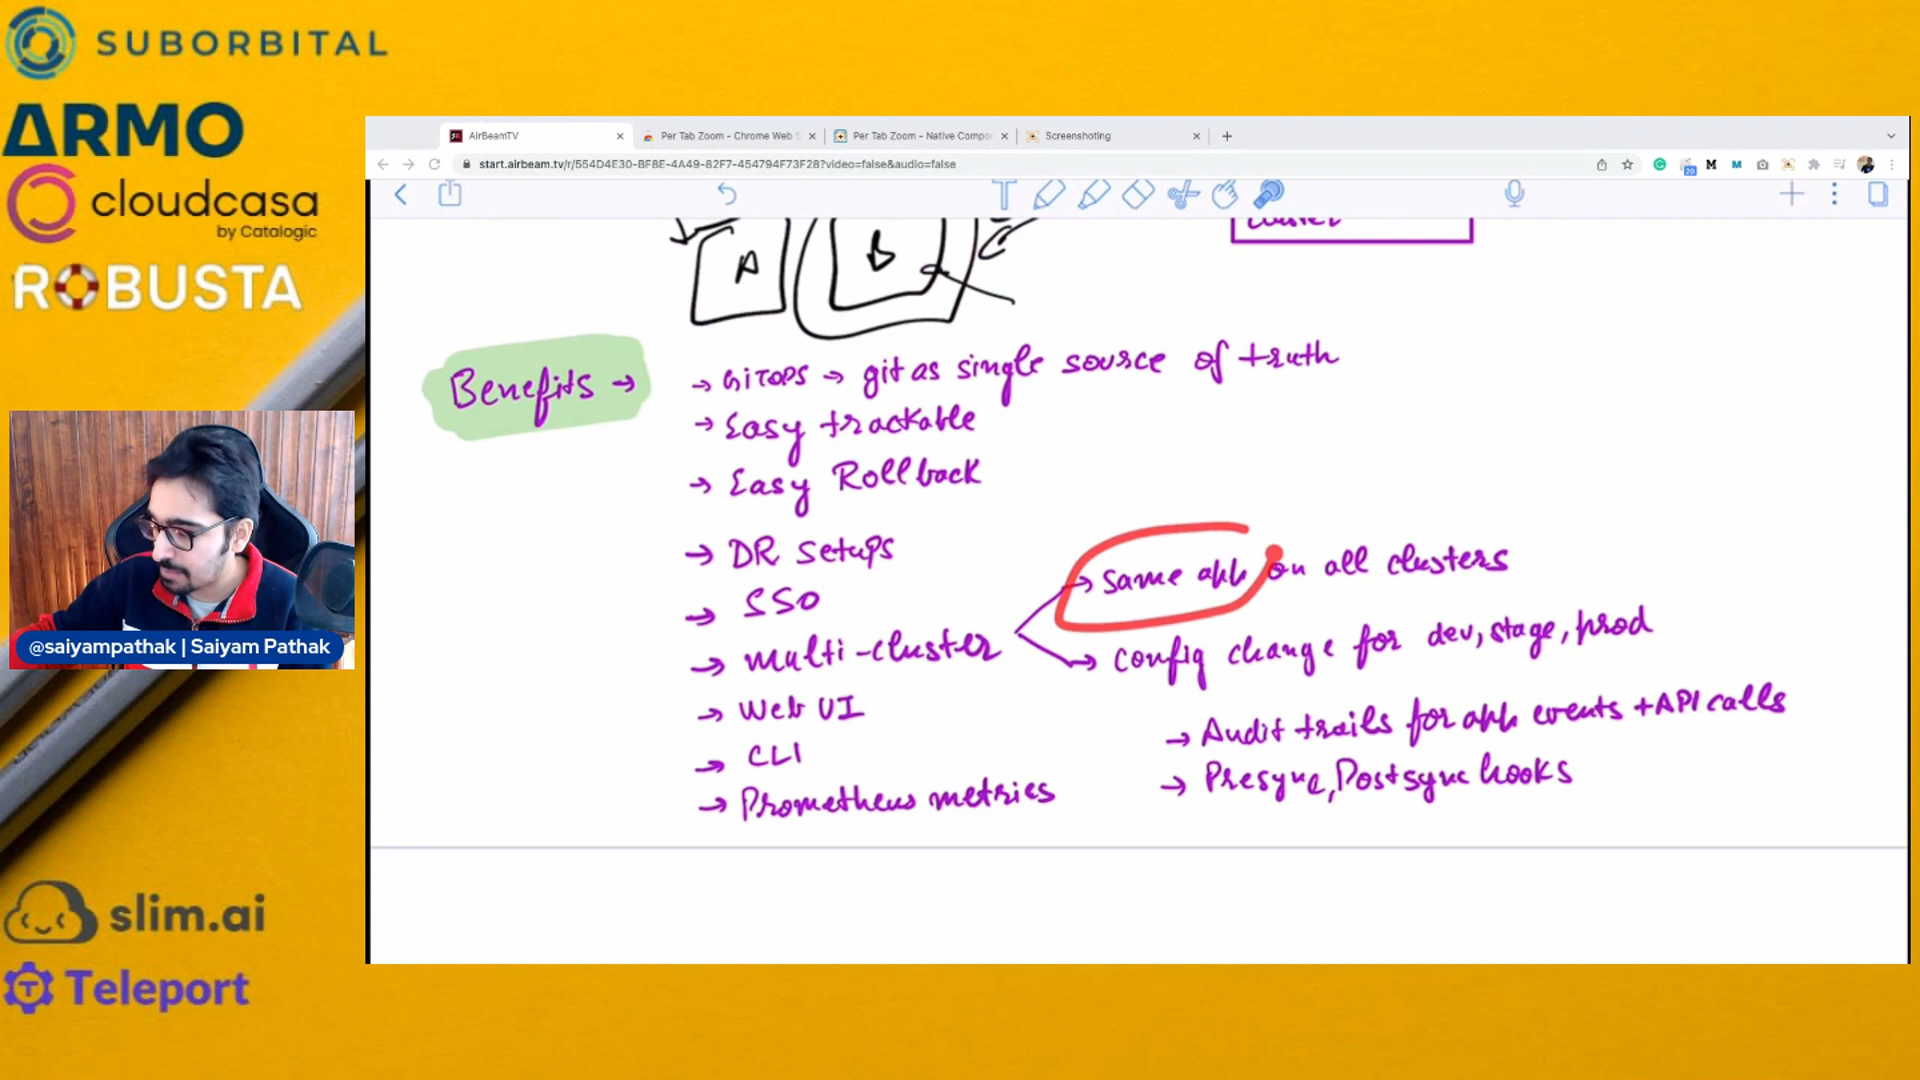 SUBORBITAL
ARMO
cloudcasa
by Catalogic
ROBUSTA
AirBeamTV
Per Tab Zoom - Chrome Web S
Per Tab Zoom - Native Compo
Screenshoting
start.airbeam.tv/r/554D4E30-BF8E-4A49-82F7-454794F73F28?video=false&audio=false
A
B
cluster
Benefits →
→ GITOPS → git as single source of truth
→ Easy trackable
→ Easy Rollback
→ DR setups
→ SSO
→ multi-cluster
→ same app on all clusters
→ config change for dev, stage, prod
→ Web UI
→ CLI
→ Prometheus metrics
→ Audit trails for app events + API calls
→ Presync, Postsync hooks
@saiyampathak | Saiyam Pathak
slim.ai
Teleport